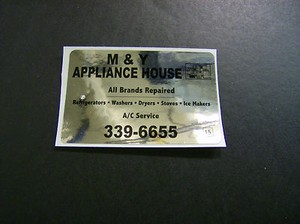 M & Y
APPLIANCE HOUSE
All Brands Repaired
Refrigerators • Washers • Dryers • Stoves • Ice Makers
A/C Service
339-6655